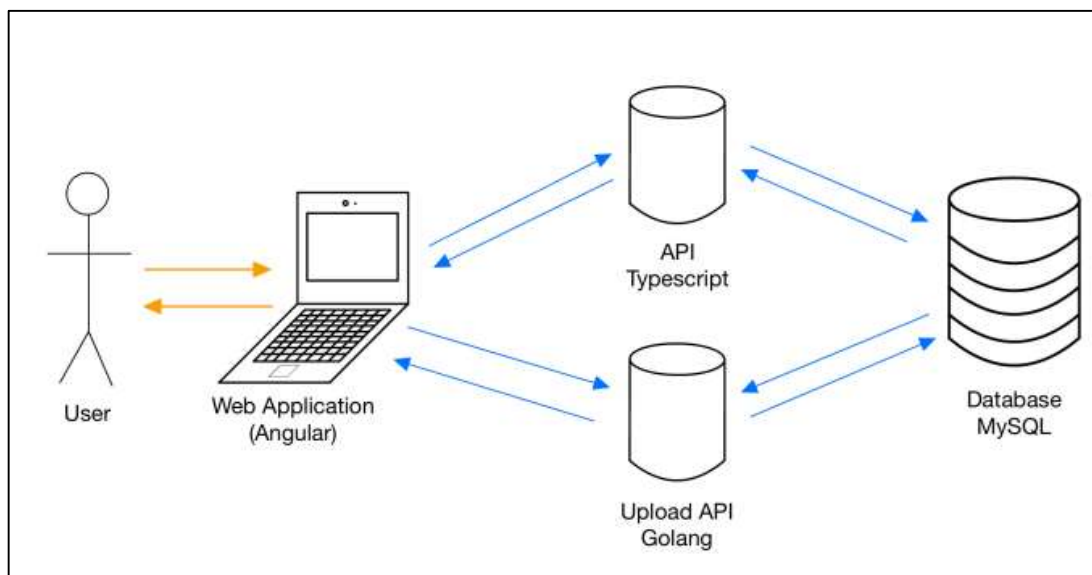 User
Web Application
(Angular)
API
Typescript
Upload API
Golang
Database
MySQL